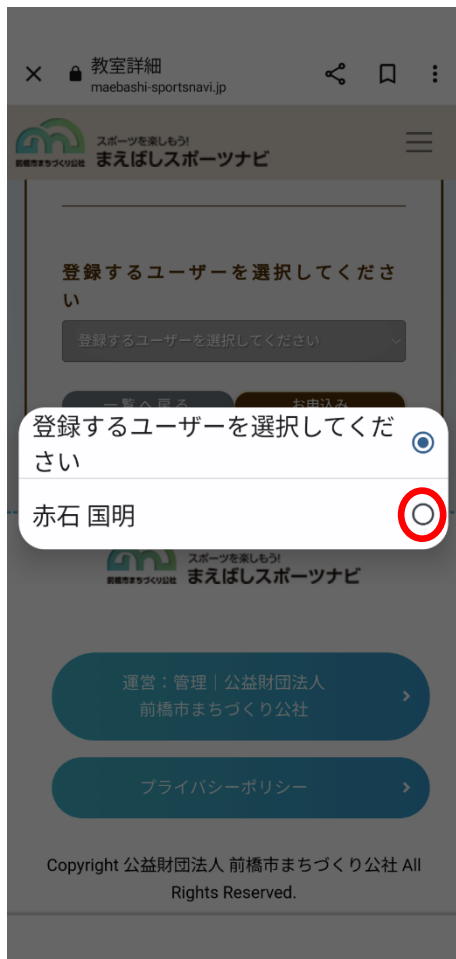 教室詳細
maebashi-sportsnavi.jp
スポーツを楽しもう!
前橋市まちづくり公社 まえばしスポーツナビ
登録するユーザーを選択してくださ
い
登録するユーザーを選択してください
一覧へ戻る お申込み
登録するユーザーを選択してくだ
さい
赤石 国明
スポーツを楽しもう!
前橋市まちづくり公社 まえばしスポーツナビ
運営：管理｜公益財団法人
前橋市まちづくり公社
プライバシーポリシー
Copyright 公益財団法人 前橋市まちづくり公社 All
Rights Reserved.